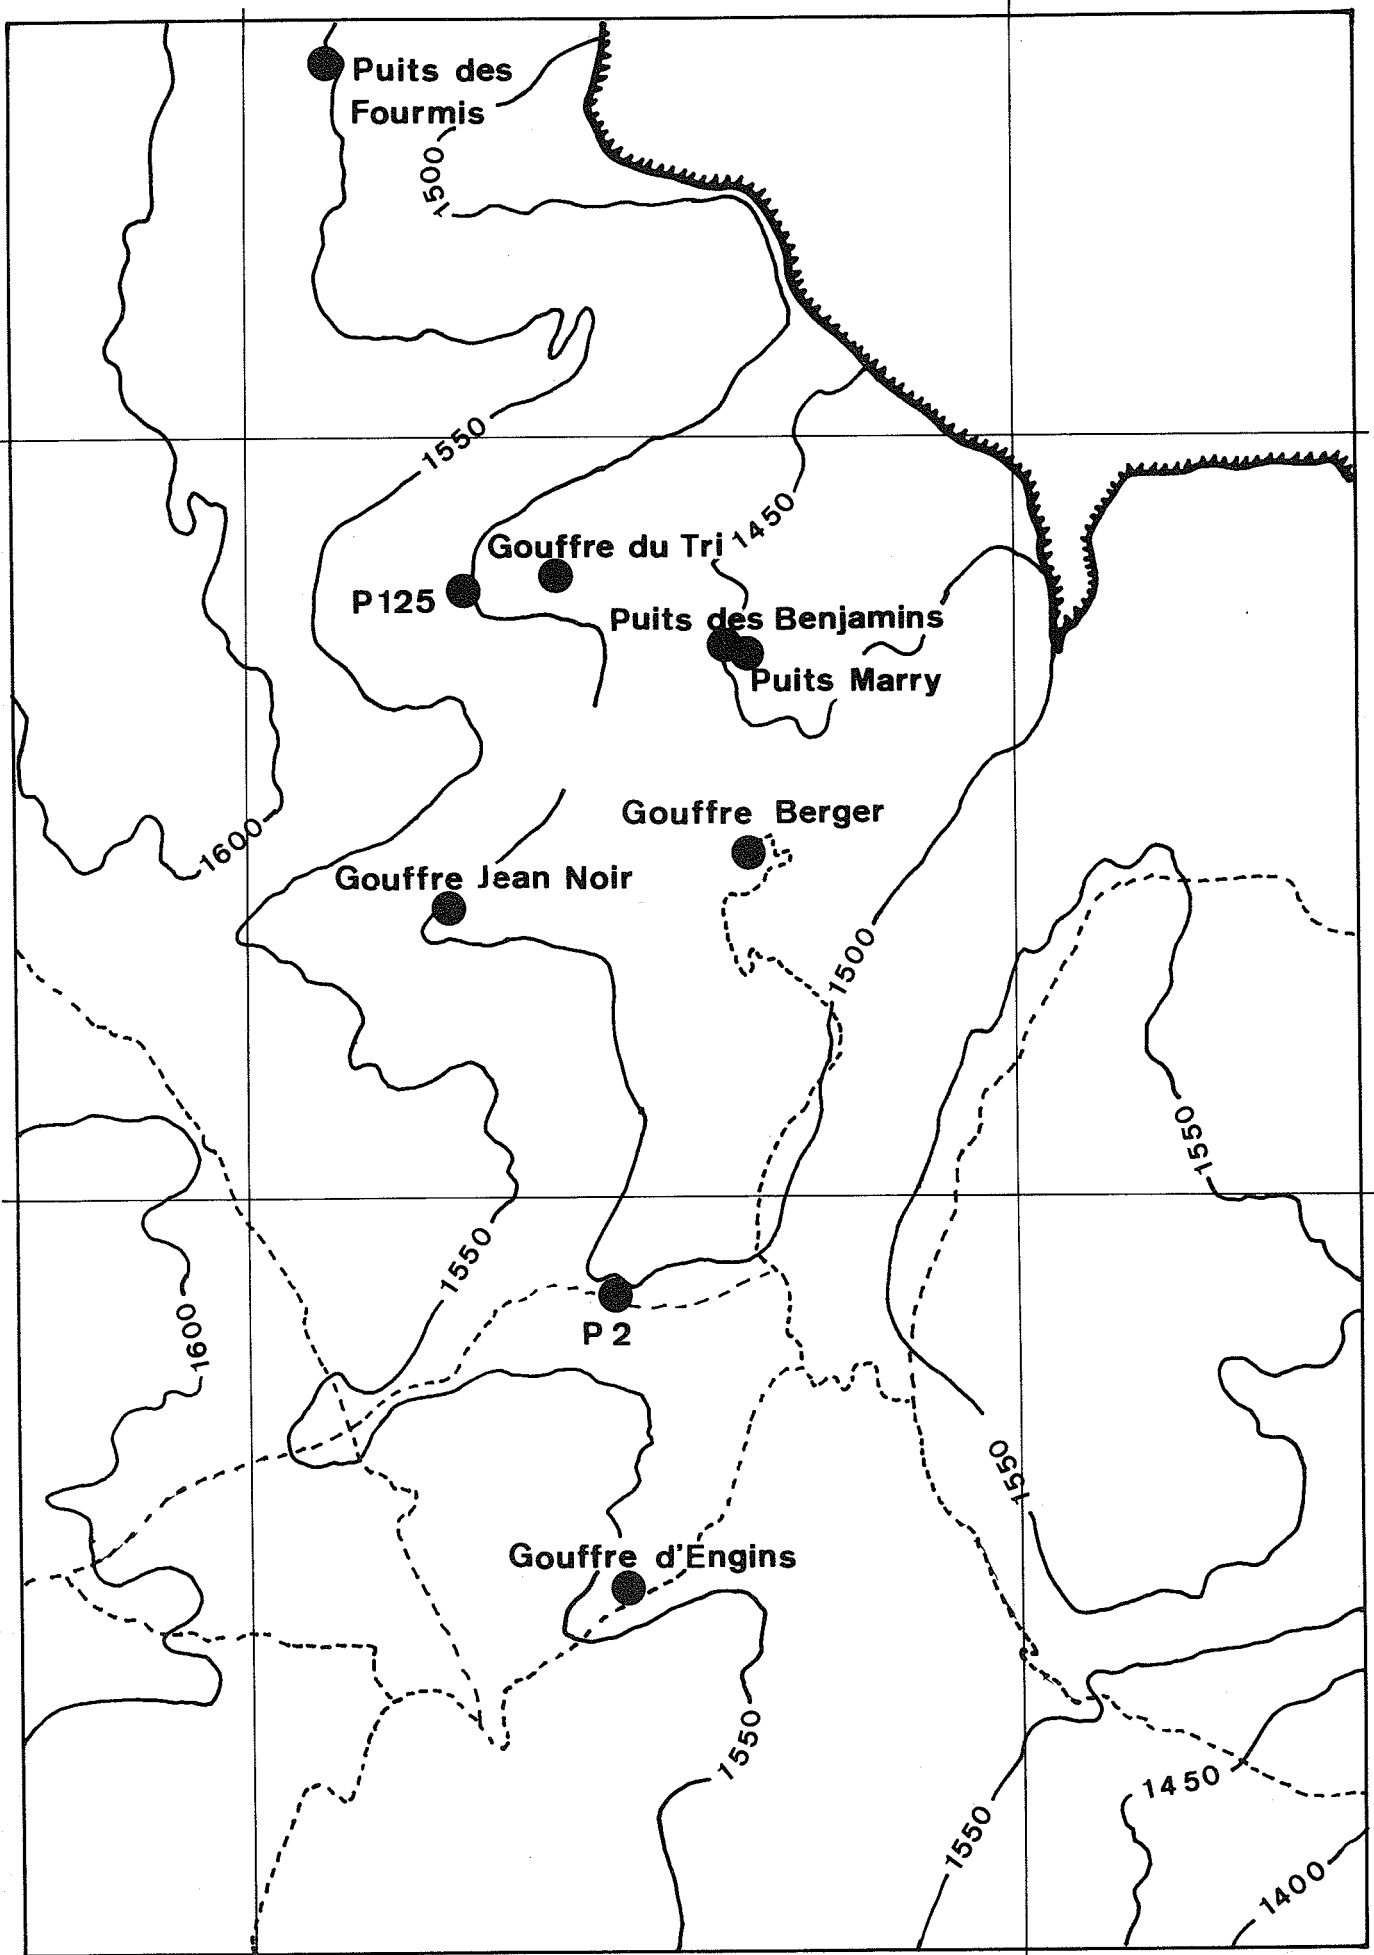 Puits des
Fourmis
1500
1550
1450
Gouffre du Tri
P125
Puits des Benjamins
Puits Marry
Gouffre Berger
1600
Gouffre Jean Noir
1500
1550
1550
1600
P 2
1550
Gouffre d'Engins
1550
1450
1550
1400